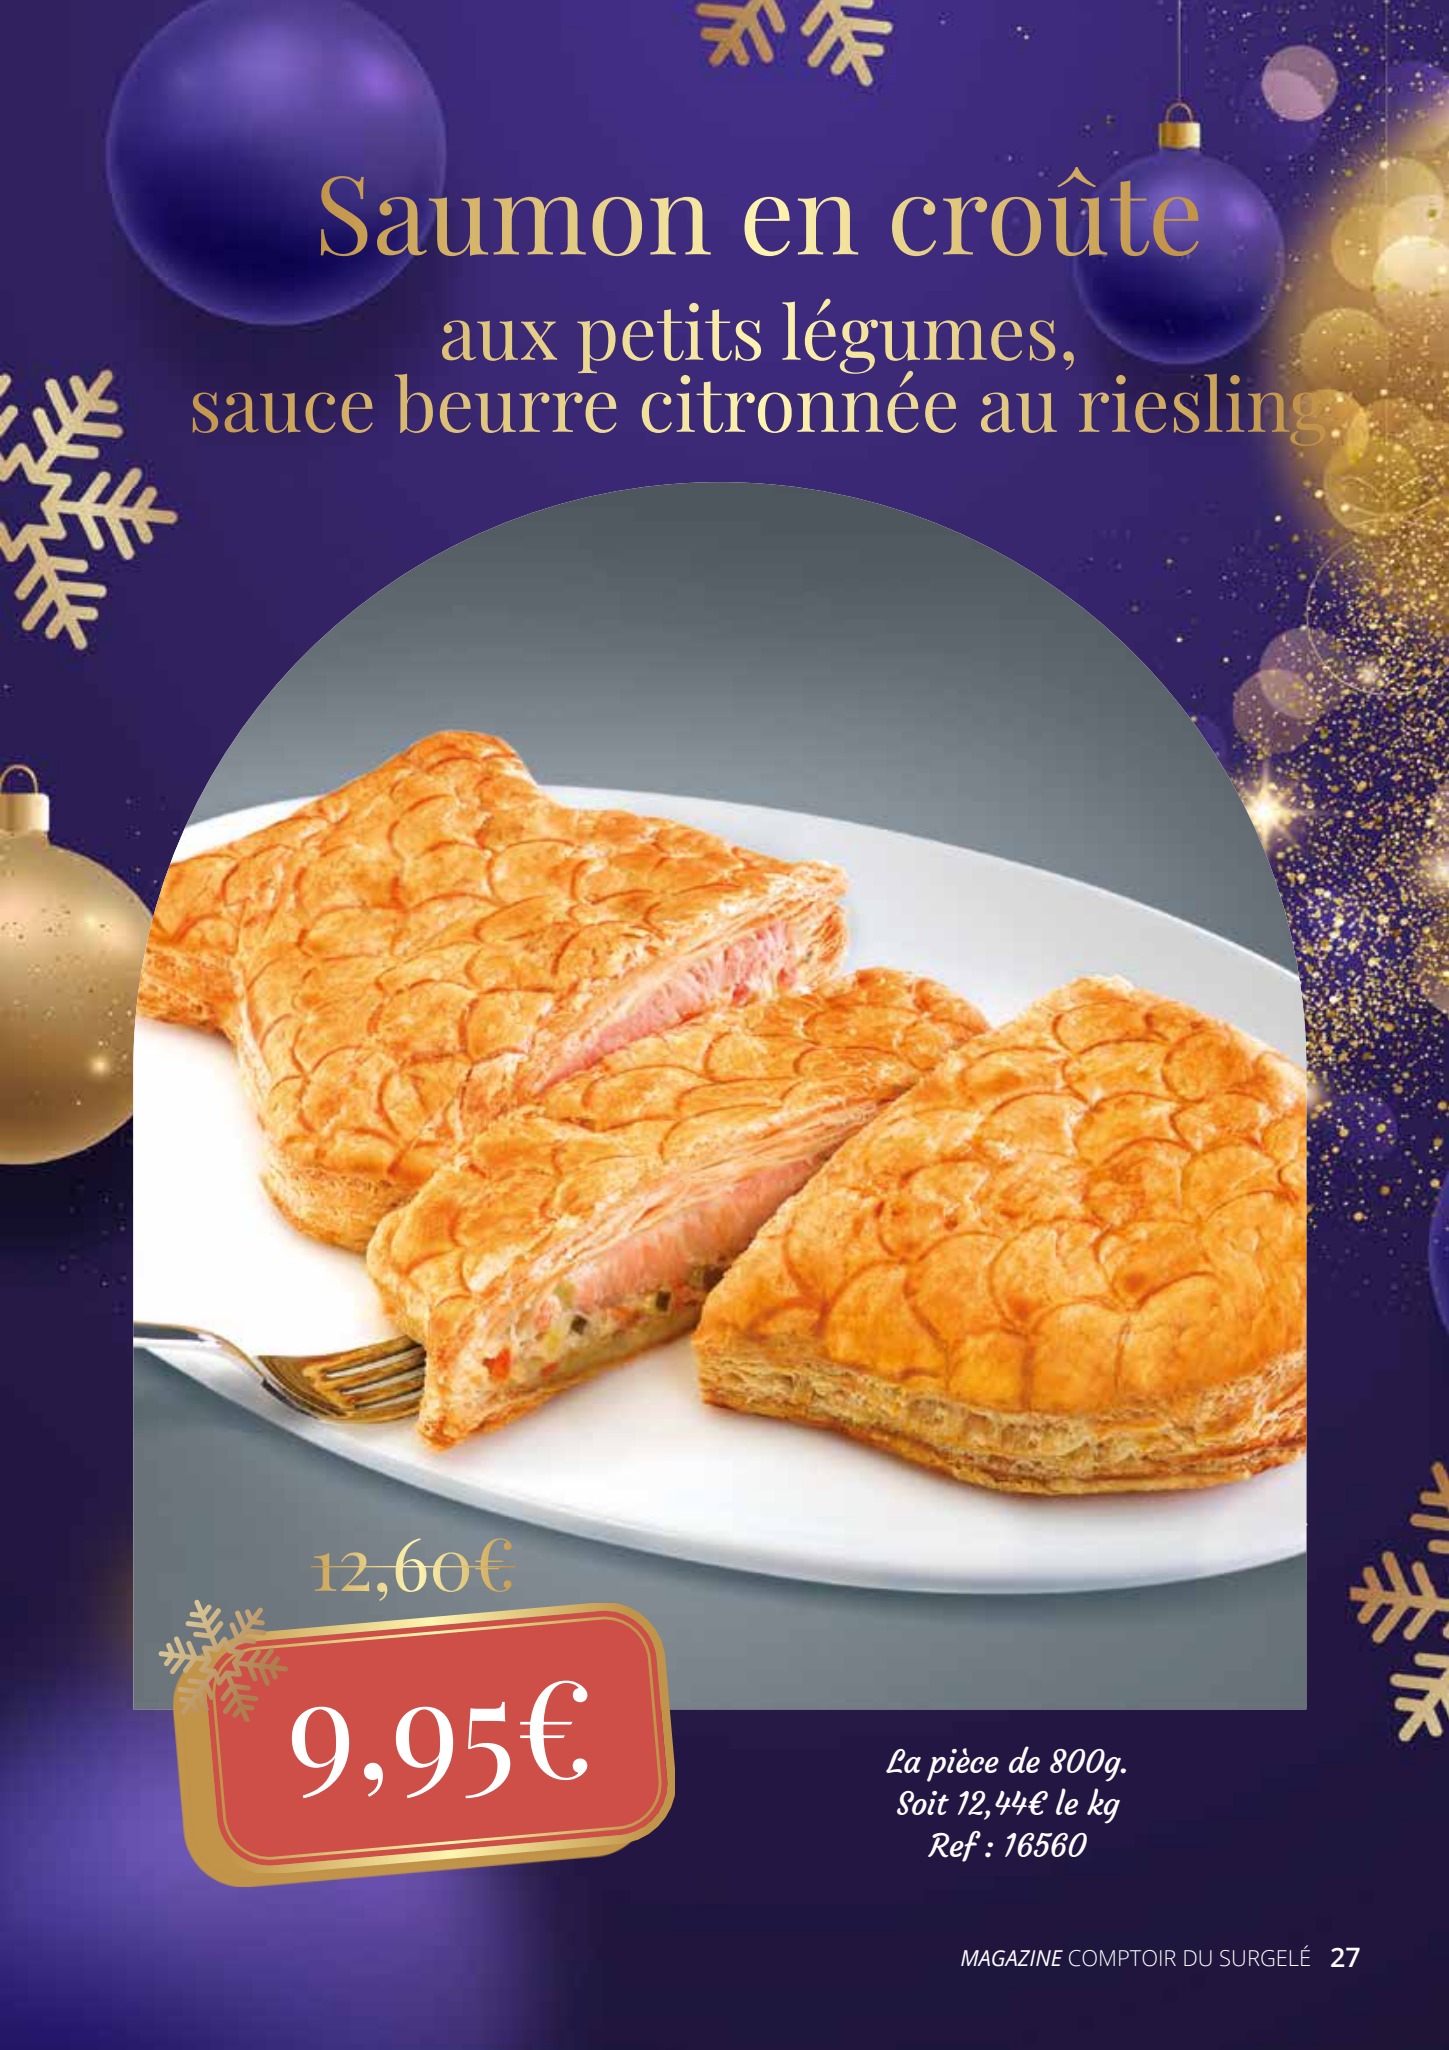 Saumon en croûte
aux petits légumes,
sauce beurre citronnée au riesling
12,60€
9,95€
La pièce de 800g.
Soit 12,44€ le kg
Ref : 16560
MAGAZINE COMPTOIR DU SURGELÉ 27